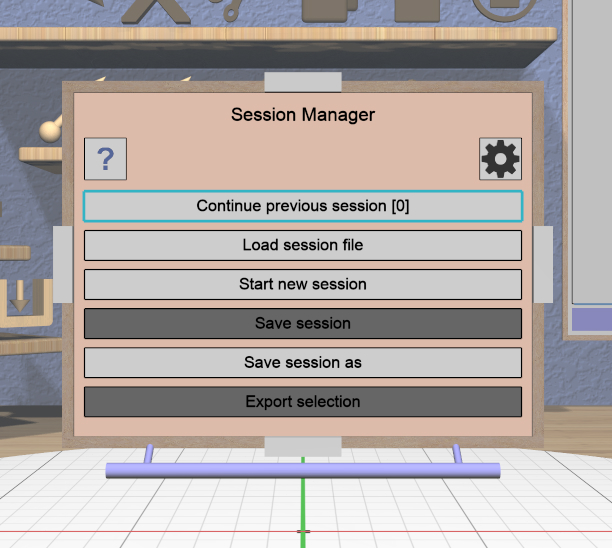 Session Manager
?
Continue previous session [0]
Load session file
Start new session
Save session
Save session as
Export selection